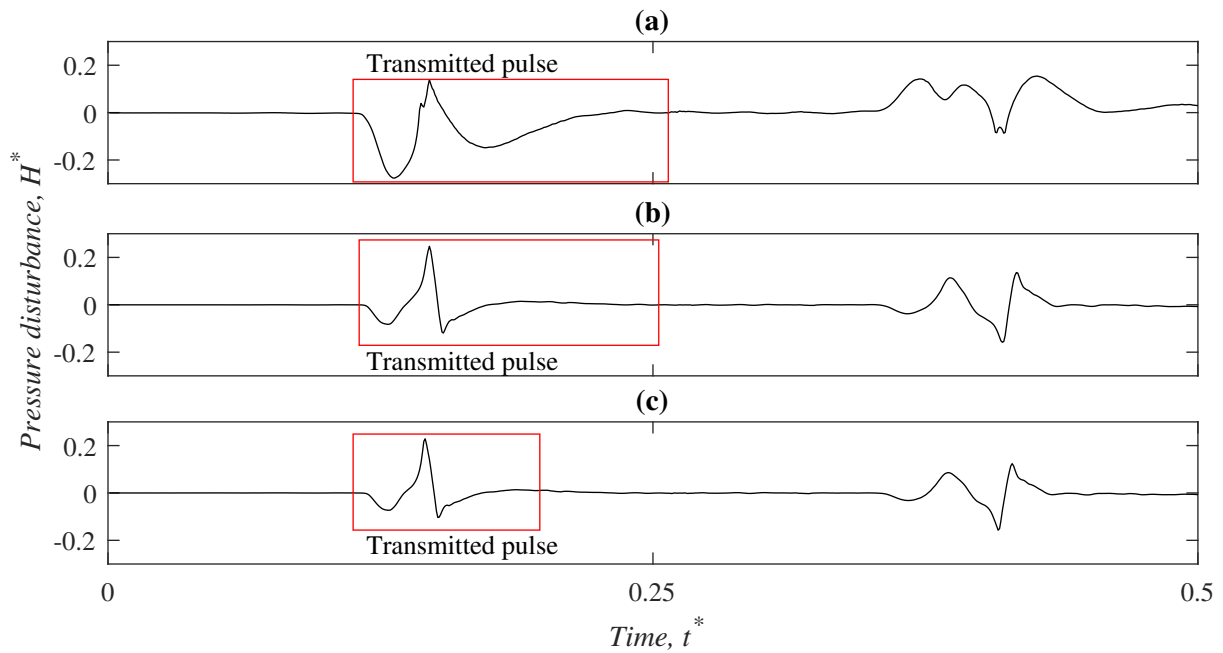 (a)
Transmitted pulse
0.2
0
-0.2
(b)
0.2
0
-0.2
Transmitted pulse
(c)
0.2
0
-0.2
Transmitted pulse
0
0.25
0.5
Time, t*
Pressure disturbance, H*